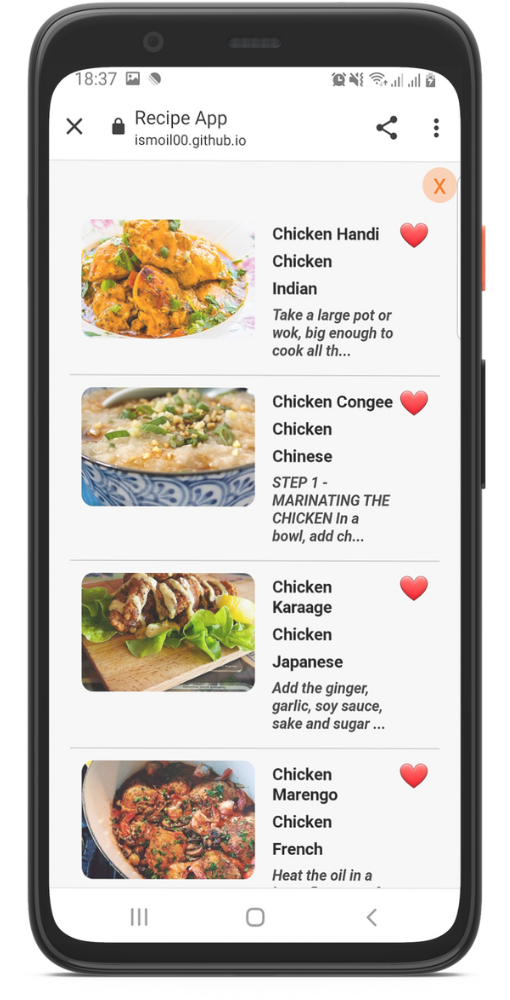 18:37
Recipe App
ismoil00.github.io
X
Chicken Handi
Chicken
Indian
Take a large pot or
wok, big enough to
cook all th...
Chicken Congee
Chicken
Chinese
STEP 1 -
MARINATING THE
CHICKEN In a
bowl, add ch...
Chicken
Karaage
Chicken
Japanese
Add the ginger,
garlic, soy sauce,
sake and sugar ...
Chicken
Marengo
Chicken
French
Heat the oil in a